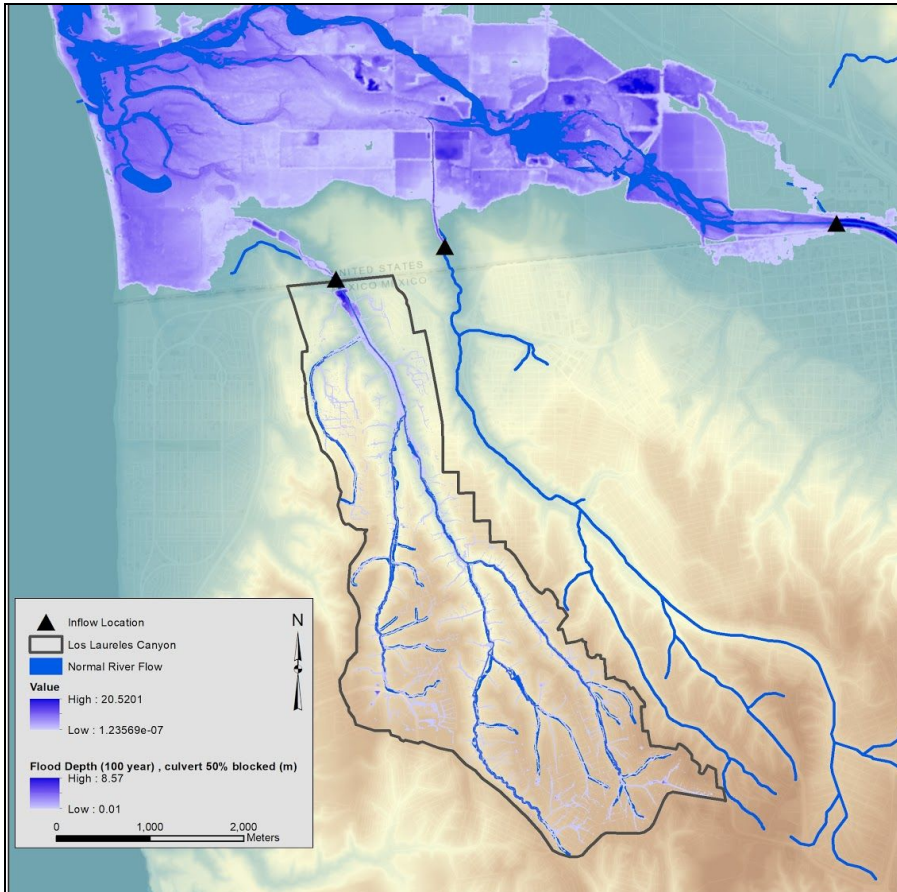 UNITED STATES
MEXICO MEXICO
Inflow Location
N
Los Laureles Canyon
Normal River Flow
Value
High : 20.5201
Low : 1.23569e-07
Flood Depth (100 year) , culvert 50% blocked (m)
High : 8.57
Low : 0.01
0 1,000 2,000
Meters